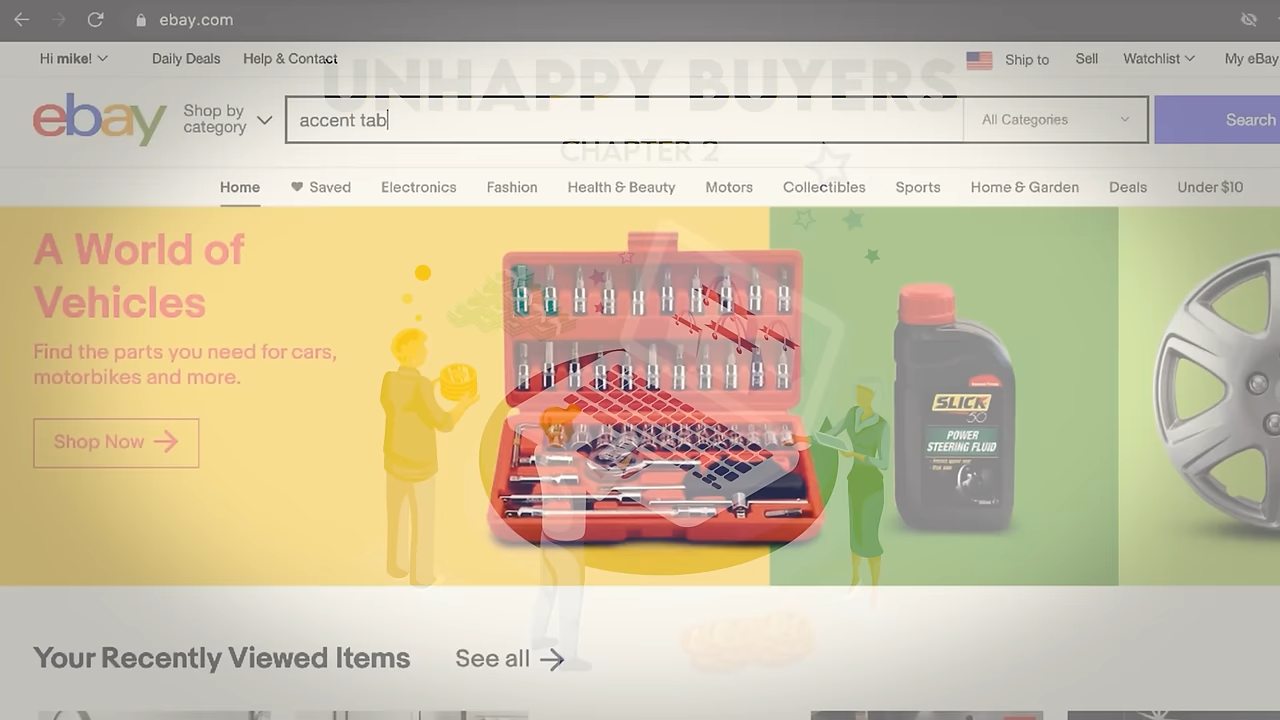 ebay.com
Hi mike! Daily Deals Help & Contact Ship to Sell Watchlist My eBay
UNHAPPY BUYERS
ebay Shop by category accent tab All Categories Search
CHAPTER 2
Home Saved Electronics Fashion Health & Beauty Motors Collectibles Sports Home & Garden Deals Under $10
A World of
Vehicles
Find the parts you need for cars,
motorbikes and more.
Shop Now
SLICK
50
POWER
STEERING FLUID
Your Recently Viewed Items See all